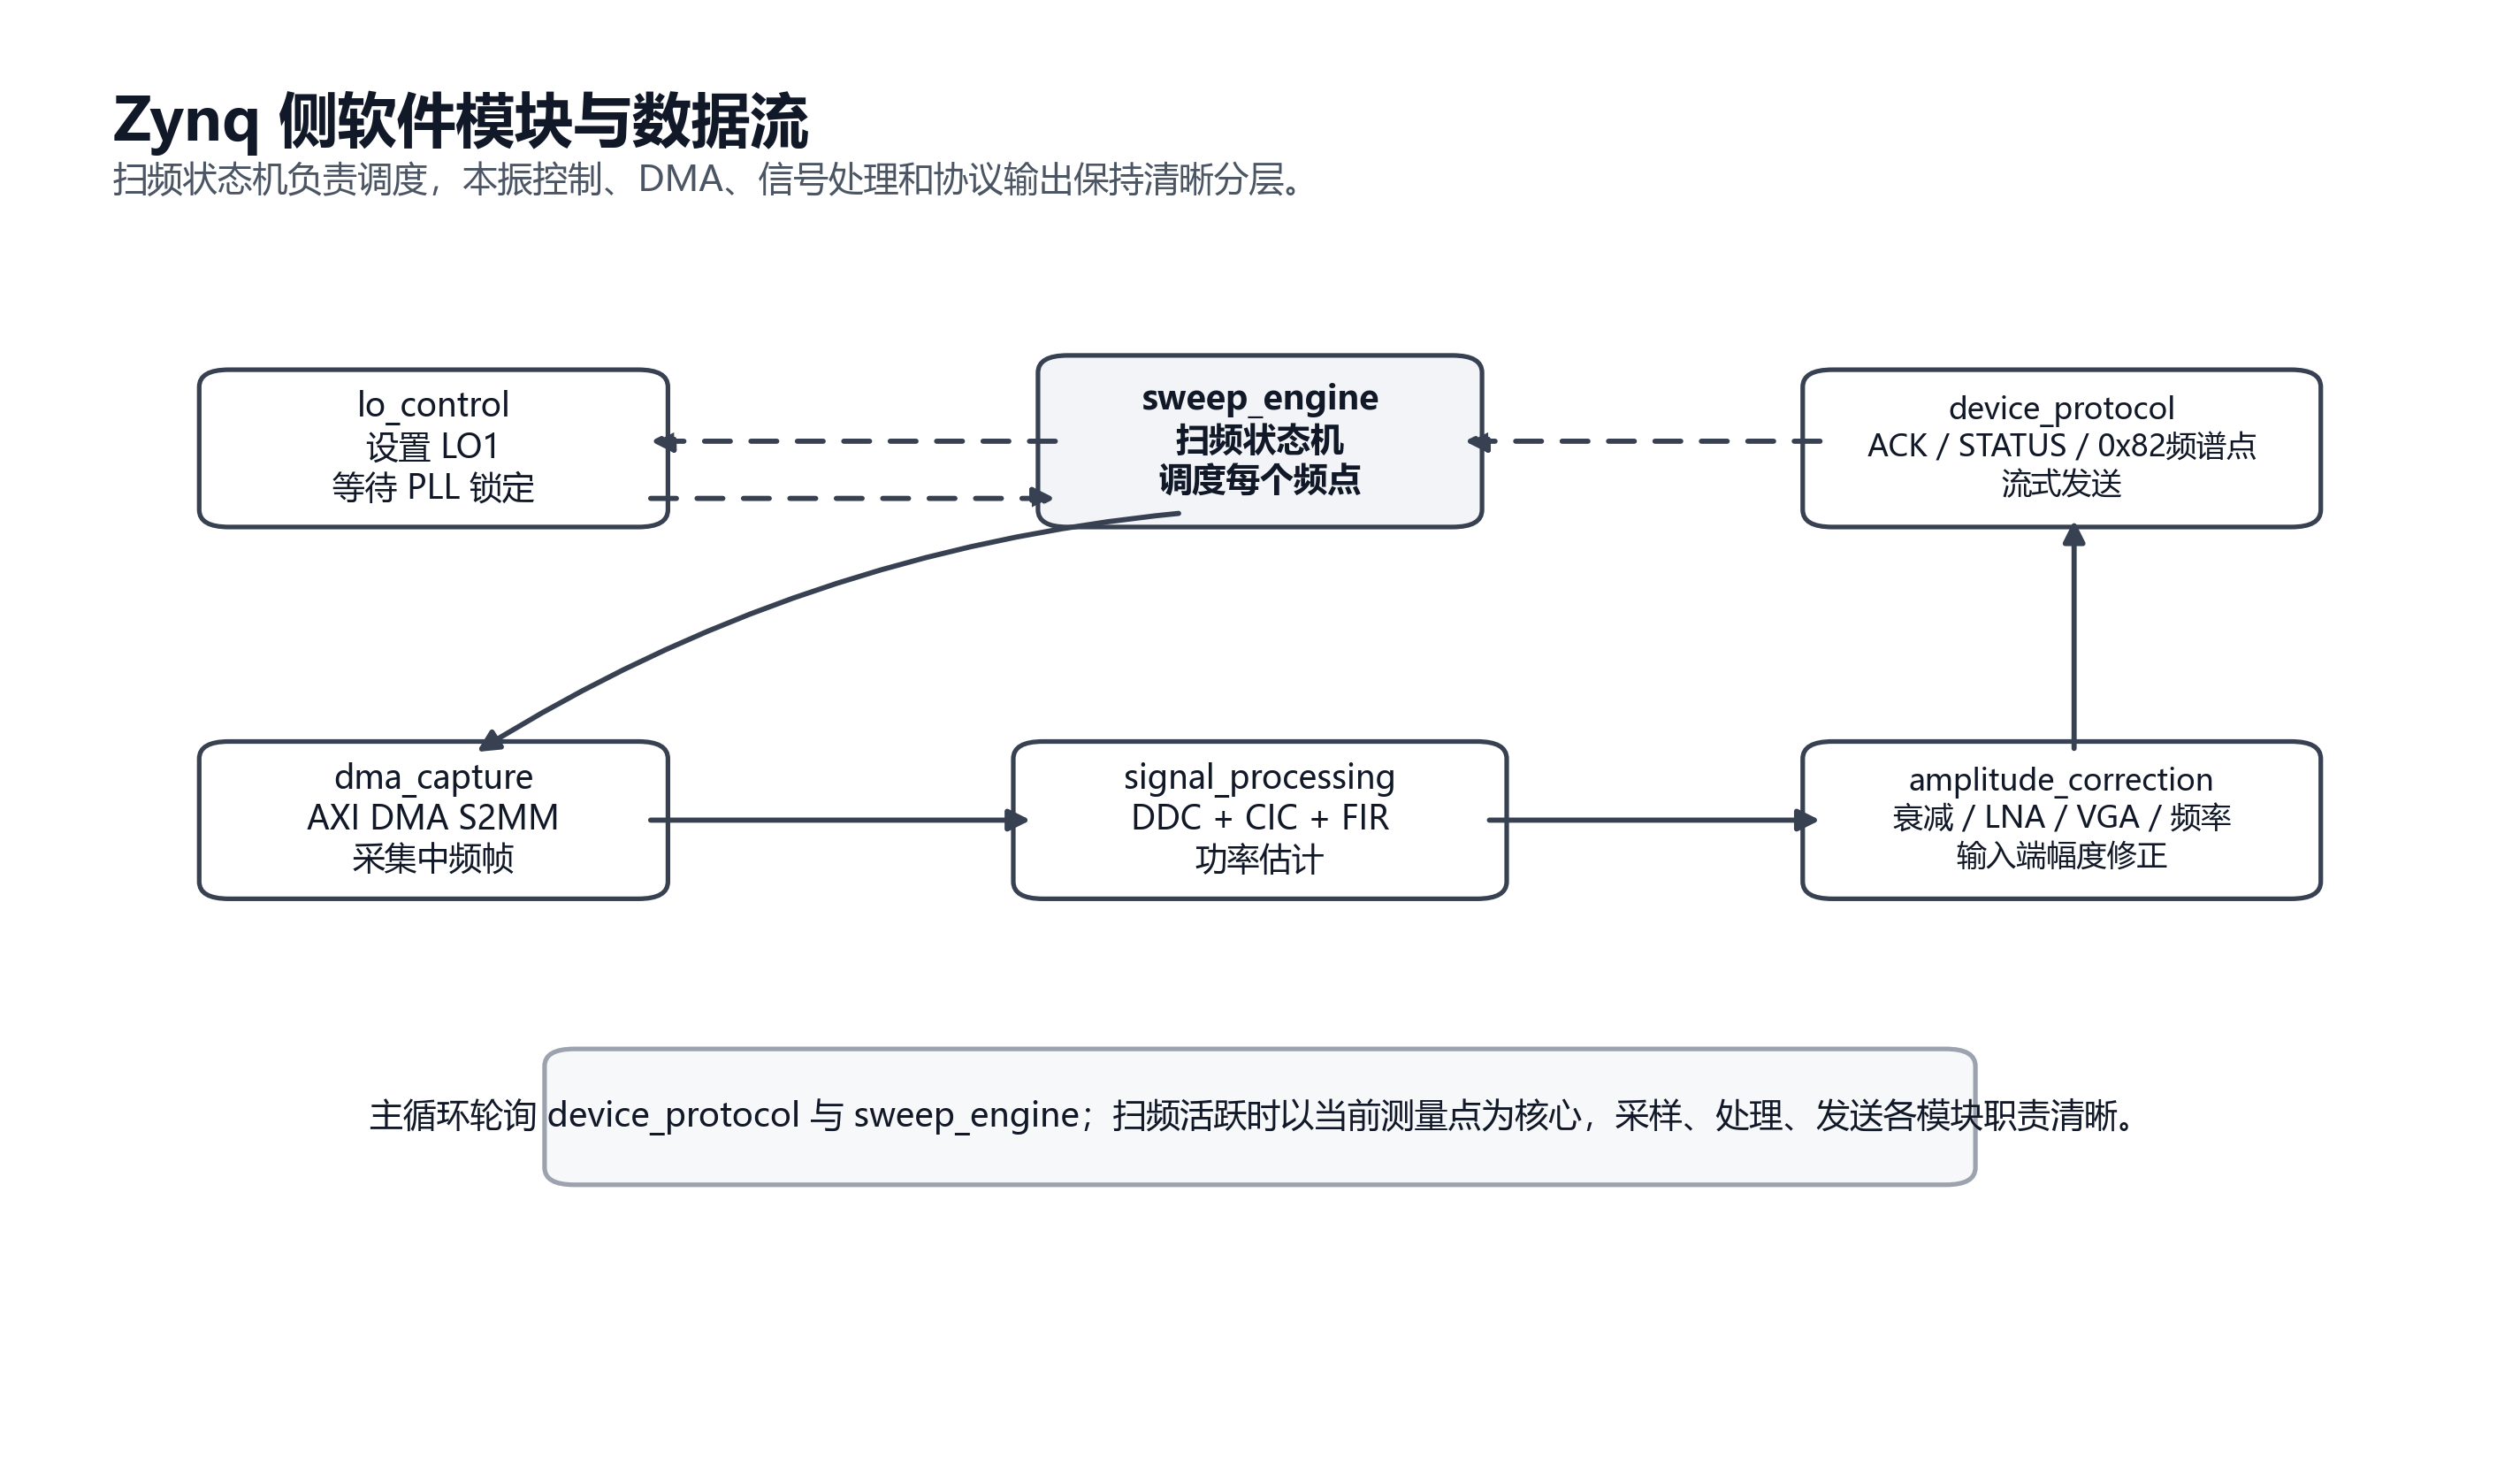 Zynq 侧软件模块与数据流
扫频状态机负责调度，本振控制、DMA、信号处理和协议输出保持清晰分层。
lo_control
设置 LO1
等待 PLL 锁定
sweep_engine
扫频状态机
调度每个频点
device_protocol
ACK / STATUS / 0x82频谱点
流式发送
dma_capture
AXI DMA S2MM
采集中频帧
signal_processing
DDC + CIC + FIR
功率估计
amplitude_correction
衰减 / LNA / VGA / 频率
输入端幅度修正
主循环轮询 device_protocol 与 sweep_engine；扫频活跃时以当前测量点为核心，采样、处理、发送各模块职责清晰。